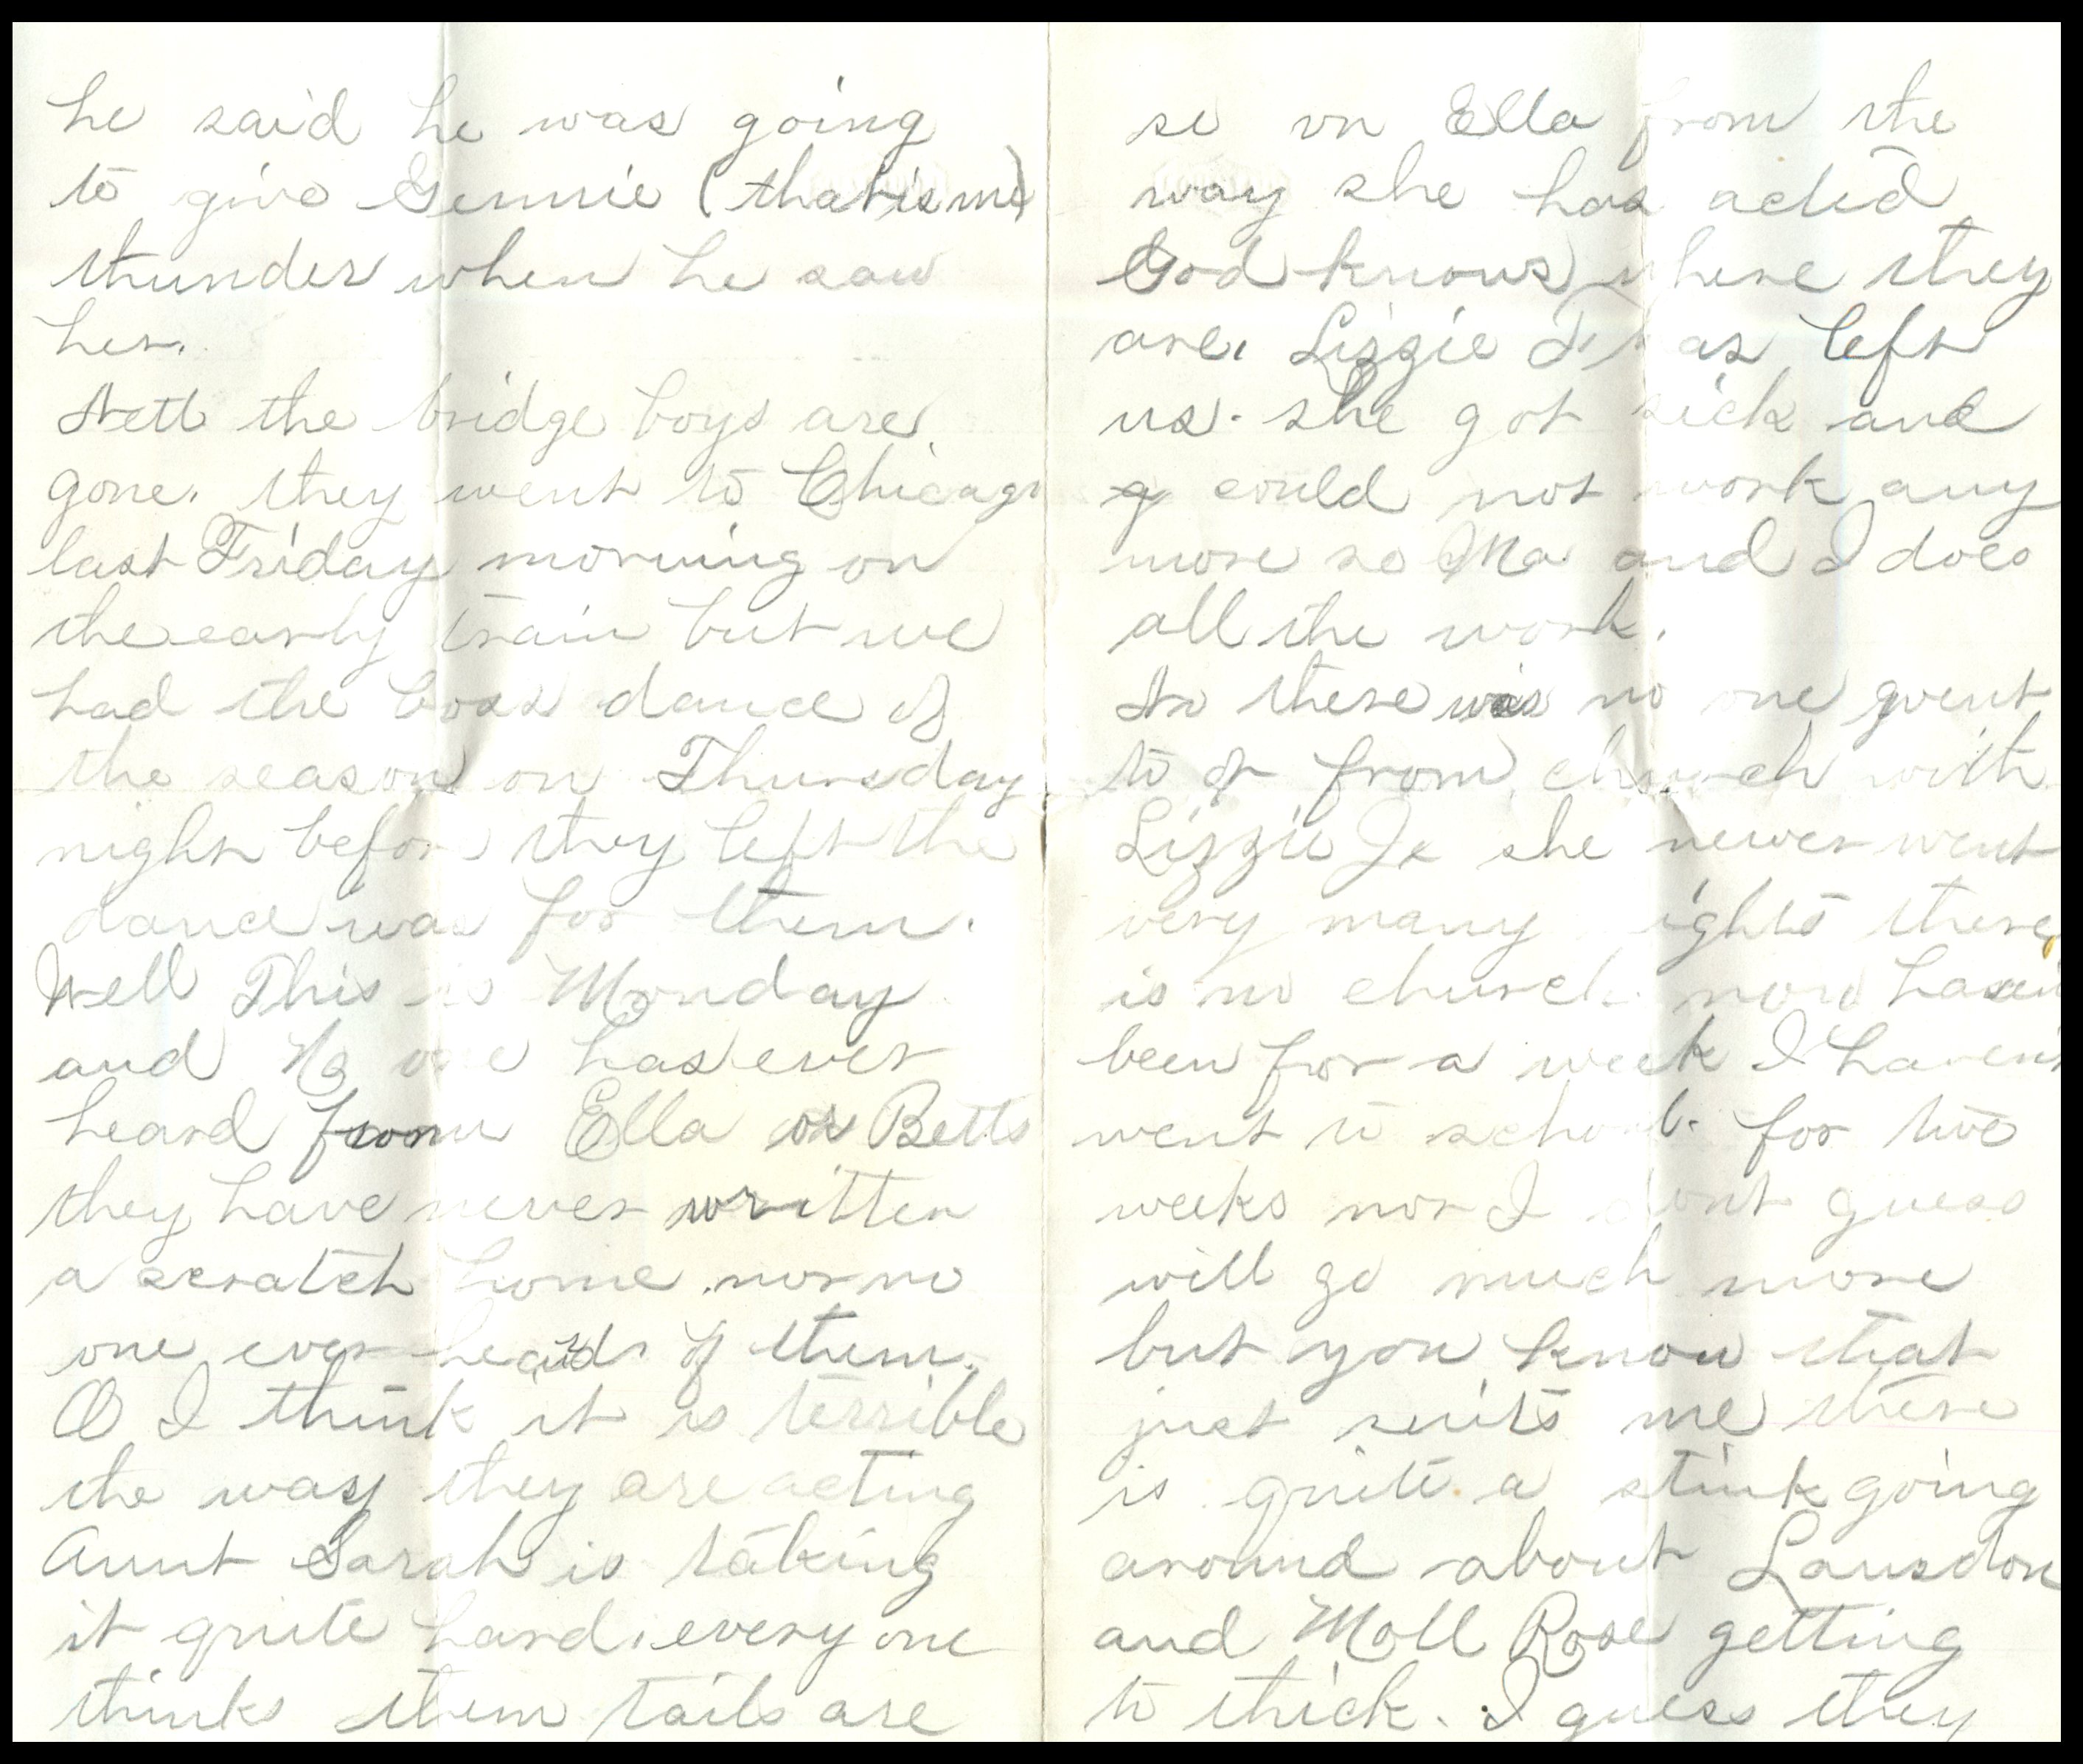 he said he was going
to give Gennie (that is me)
thunder when he saw
her.
Well the bridge boys are
gone. they went to Chicago
last Friday morning on
the early train but we
had the boss dance of
the season on Thursday
night before they left the
dance was for them.
Well This is Monday
and No one has ever
heard from Ella or Betts
they have never written
a scratch home nor no
one ever heard of them.
O I think it is terrible
the way they are acting
Aunt Sarah is taking
it quite hard. every one
thinks them tails are
so on Ella from the
way she has acted
God knows where they
are. Lizzie has left
us. she got sick and
could not work any
more so Ma and I does
all the work.
No there was no one went
to or from church with
Lizzie Je she never went
very many nights there
is no church now hasen
been for a week I haven't
went to school. for two
weeks nor I dont guess
will go much more
but you know that
just suits me there
is quite a stink going
around about Lansdon
and Moll Rose getting
to thick. I guess they